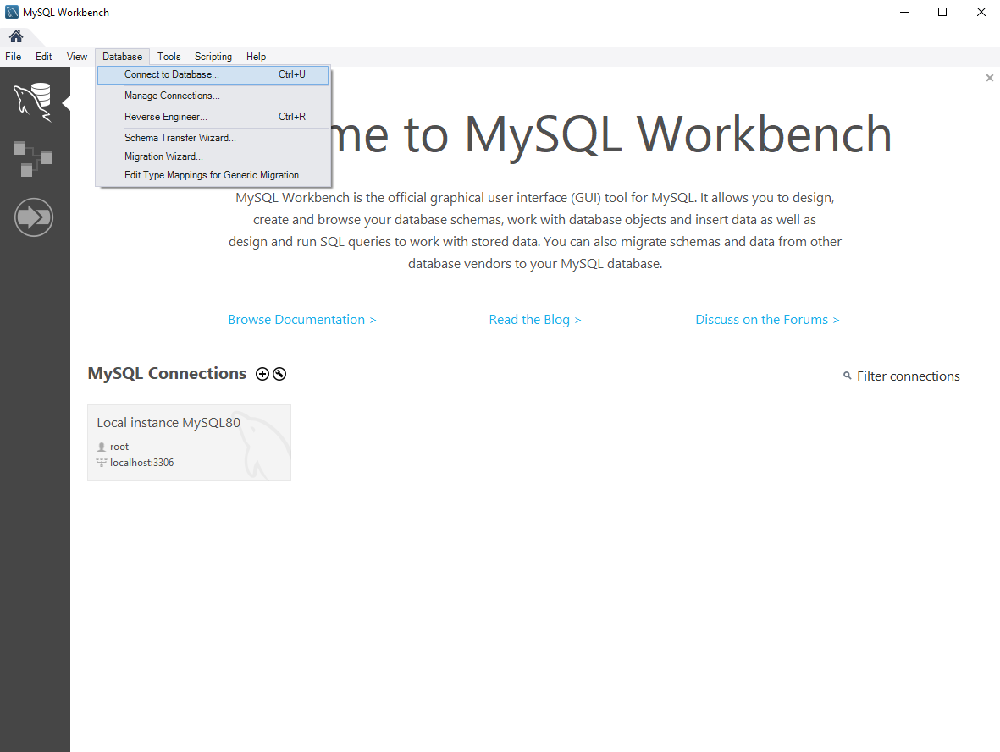 MySQL Workbench
File Edit View Database Tools Scripting Help
Connect to Database... Ctrl+U
Manage Connections...
Reverse Engineer... Ctrl+R
Schema Transfer Wizard...
Migration Wizard...
Edit Type Mappings for Generic Migration...
me to MySQL Workbench
MySQL Workbench is the official graphical user interface (GUI) tool for MySQL. It allows you to design,
create and browse your database schemas, work with database objects and insert data as well as
design and run SQL queries to work with stored data. You can also migrate schemas and data from other
database vendors to your MySQL database.
Browse Documentation > Read the Blog > Discuss on the Forums >
MySQL Connections Filter connections
Local instance MySQL80
root
localhost:3306